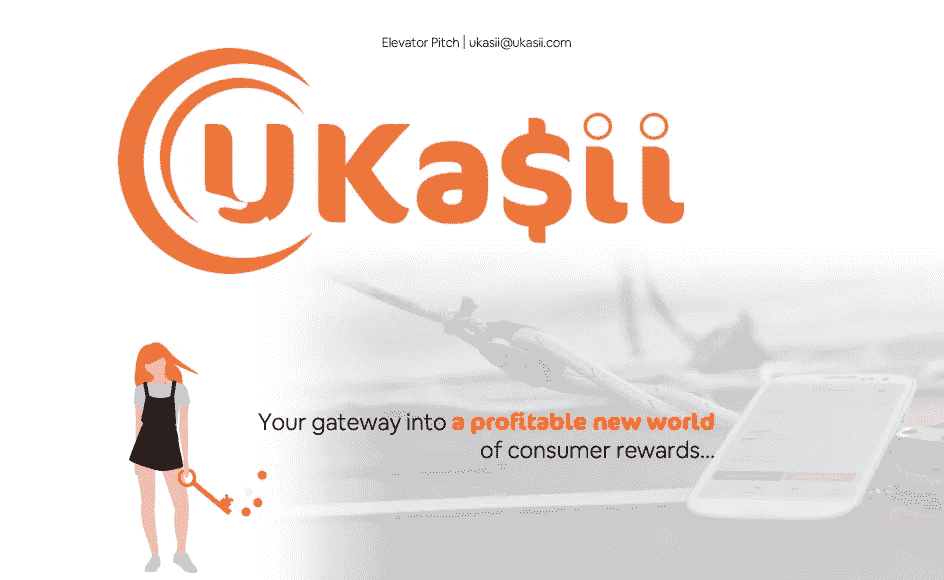 Elevator Pitch | ukasii@ukasii.com
UKa$ii
Your gateway into a profitable new world
of consumer rewards...